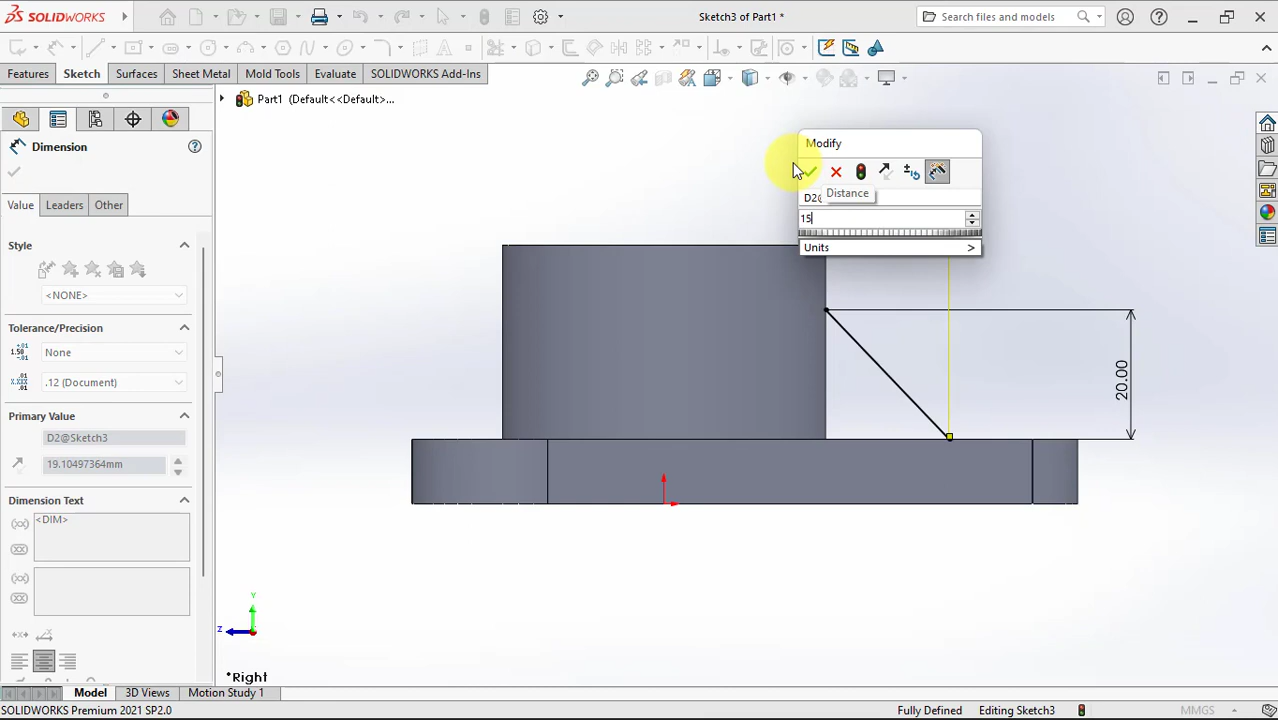 SOLIDWORKS
Sketch3 of Part1 *
Search files and models
Features
Sketch
Surfaces
Sheet Metal
Mold Tools
Evaluate
SOLIDWORKS Add-Ins
Part1 (Default<<Default>...
Dimension
Value
Leaders
Other
Style
<NONE>
Tolerance/Precision
1.50
None
.12 (Document)
Primary Value
D2@Sketch3
19.10497364mm
Dimension Text
<DIM>
Modify
Distance
D2@
15
Units
20.00
Y
Z
*Right
Model
3D Views
Motion Study 1
SOLIDWORKS Premium 2021 SP2.0
Fully Defined
Editing Sketch3
MMGS